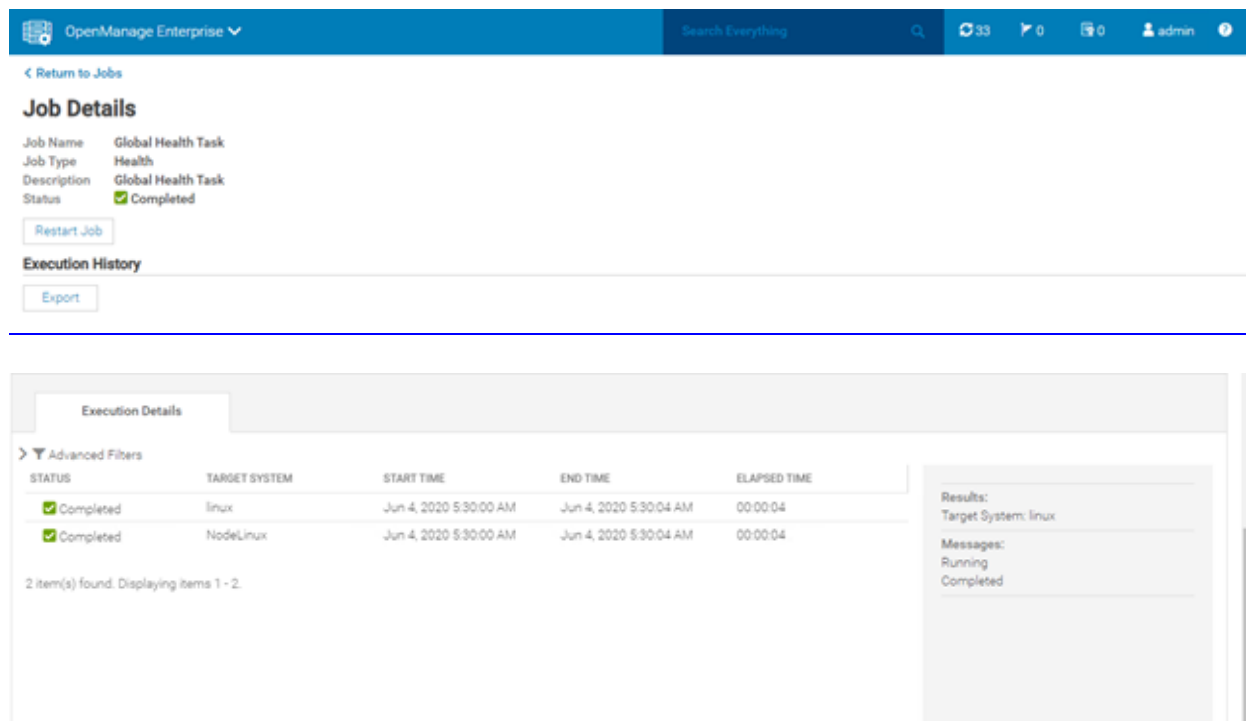 OpenManage Enterprise
Search Everything
33
0
0
admin
?
Return to Jobs
Job Details
Job Name Global Health Task
Job Type Health
Description Global Health Task
Status Completed
Restart Job
Execution History
Export
Execution Details
Advanced Filters
STATUS TARGET SYSTEM START TIME END TIME ELAPSED TIME
Completed linux Jun 4, 2020 5:30:00 AM Jun 4, 2020 5:30:04 AM 00:00:04
Completed NodeLinux Jun 4, 2020 5:30:00 AM Jun 4, 2020 5:30:04 AM 00:00:04
2 item(s) found. Displaying items 1 - 2.
Results:
Target System: linux
Messages:
Running
Completed